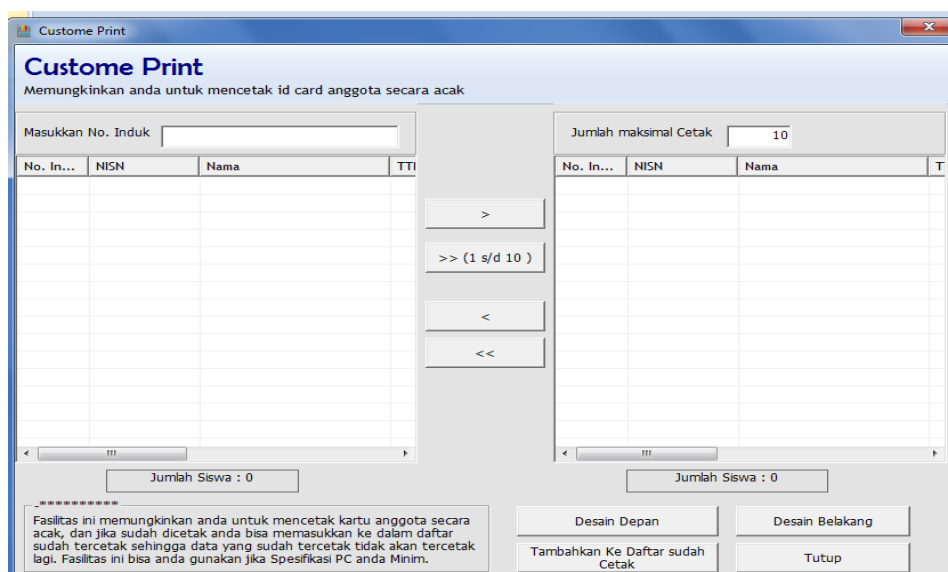 Custome Print
Custome Print
Memungkinkan anda untuk mencetak id card anggota secara acak
Masukkan No. Induk
Jumlah maksimal Cetak 10
No. In... NISN Nama TTI
No. In... NISN Nama T
>
>> (1 s/d 10 )
<
<<
Jumlah Siswa : 0
Jumlah Siswa : 0
_**********
Fasilitas ini memungkinkan anda untuk mencetak kartu anggota secara
acak, dan jika sudah dicetak anda bisa memasukkan ke dalam daftar
sudah tercetak sehingga data yang sudah tercetak tidak akan tercetak
lagi. Fasilitas ini bisa anda gunakan jika Spesifikasi PC anda Minim.
Desain Depan
Desain Belakang
Tambahkan Ke Daftar sudah
Cetak
Tutup